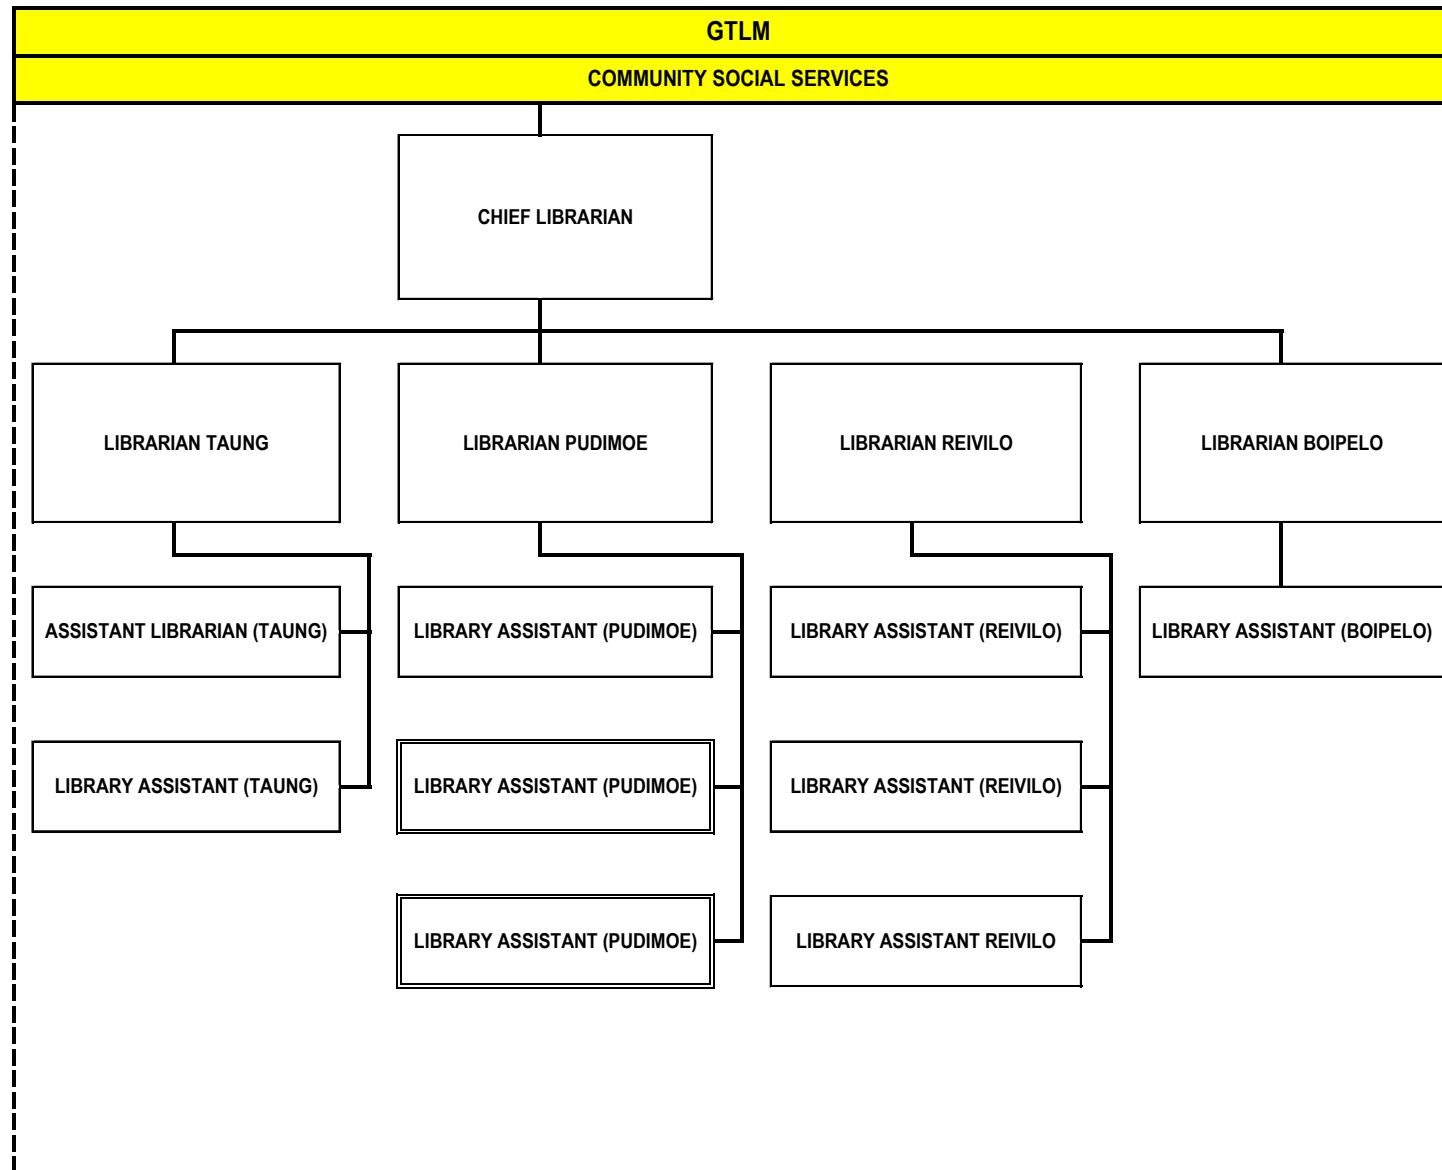 GTLM
COMMUNITY SOCIAL SERVICES
CHIEF LIBRARIAN
LIBRARIAN TAUNG
LIBRARIAN PUDIMOE
LIBRARIAN REIVILO
LIBRARIAN BOIPELO
ASSISTANT LIBRARIAN (TAUNG)
LIBRARY ASSISTANT (PUDIMOE)
LIBRARY ASSISTANT (REIVILO)
LIBRARY ASSISTANT (BOIPELO)
LIBRARY ASSISTANT (TAUNG)
LIBRARY ASSISTANT (PUDIMOE)
LIBRARY ASSISTANT (REIVILO)
LIBRARY ASSISTANT (PUDIMOE)
LIBRARY ASSISTANT REIVILO